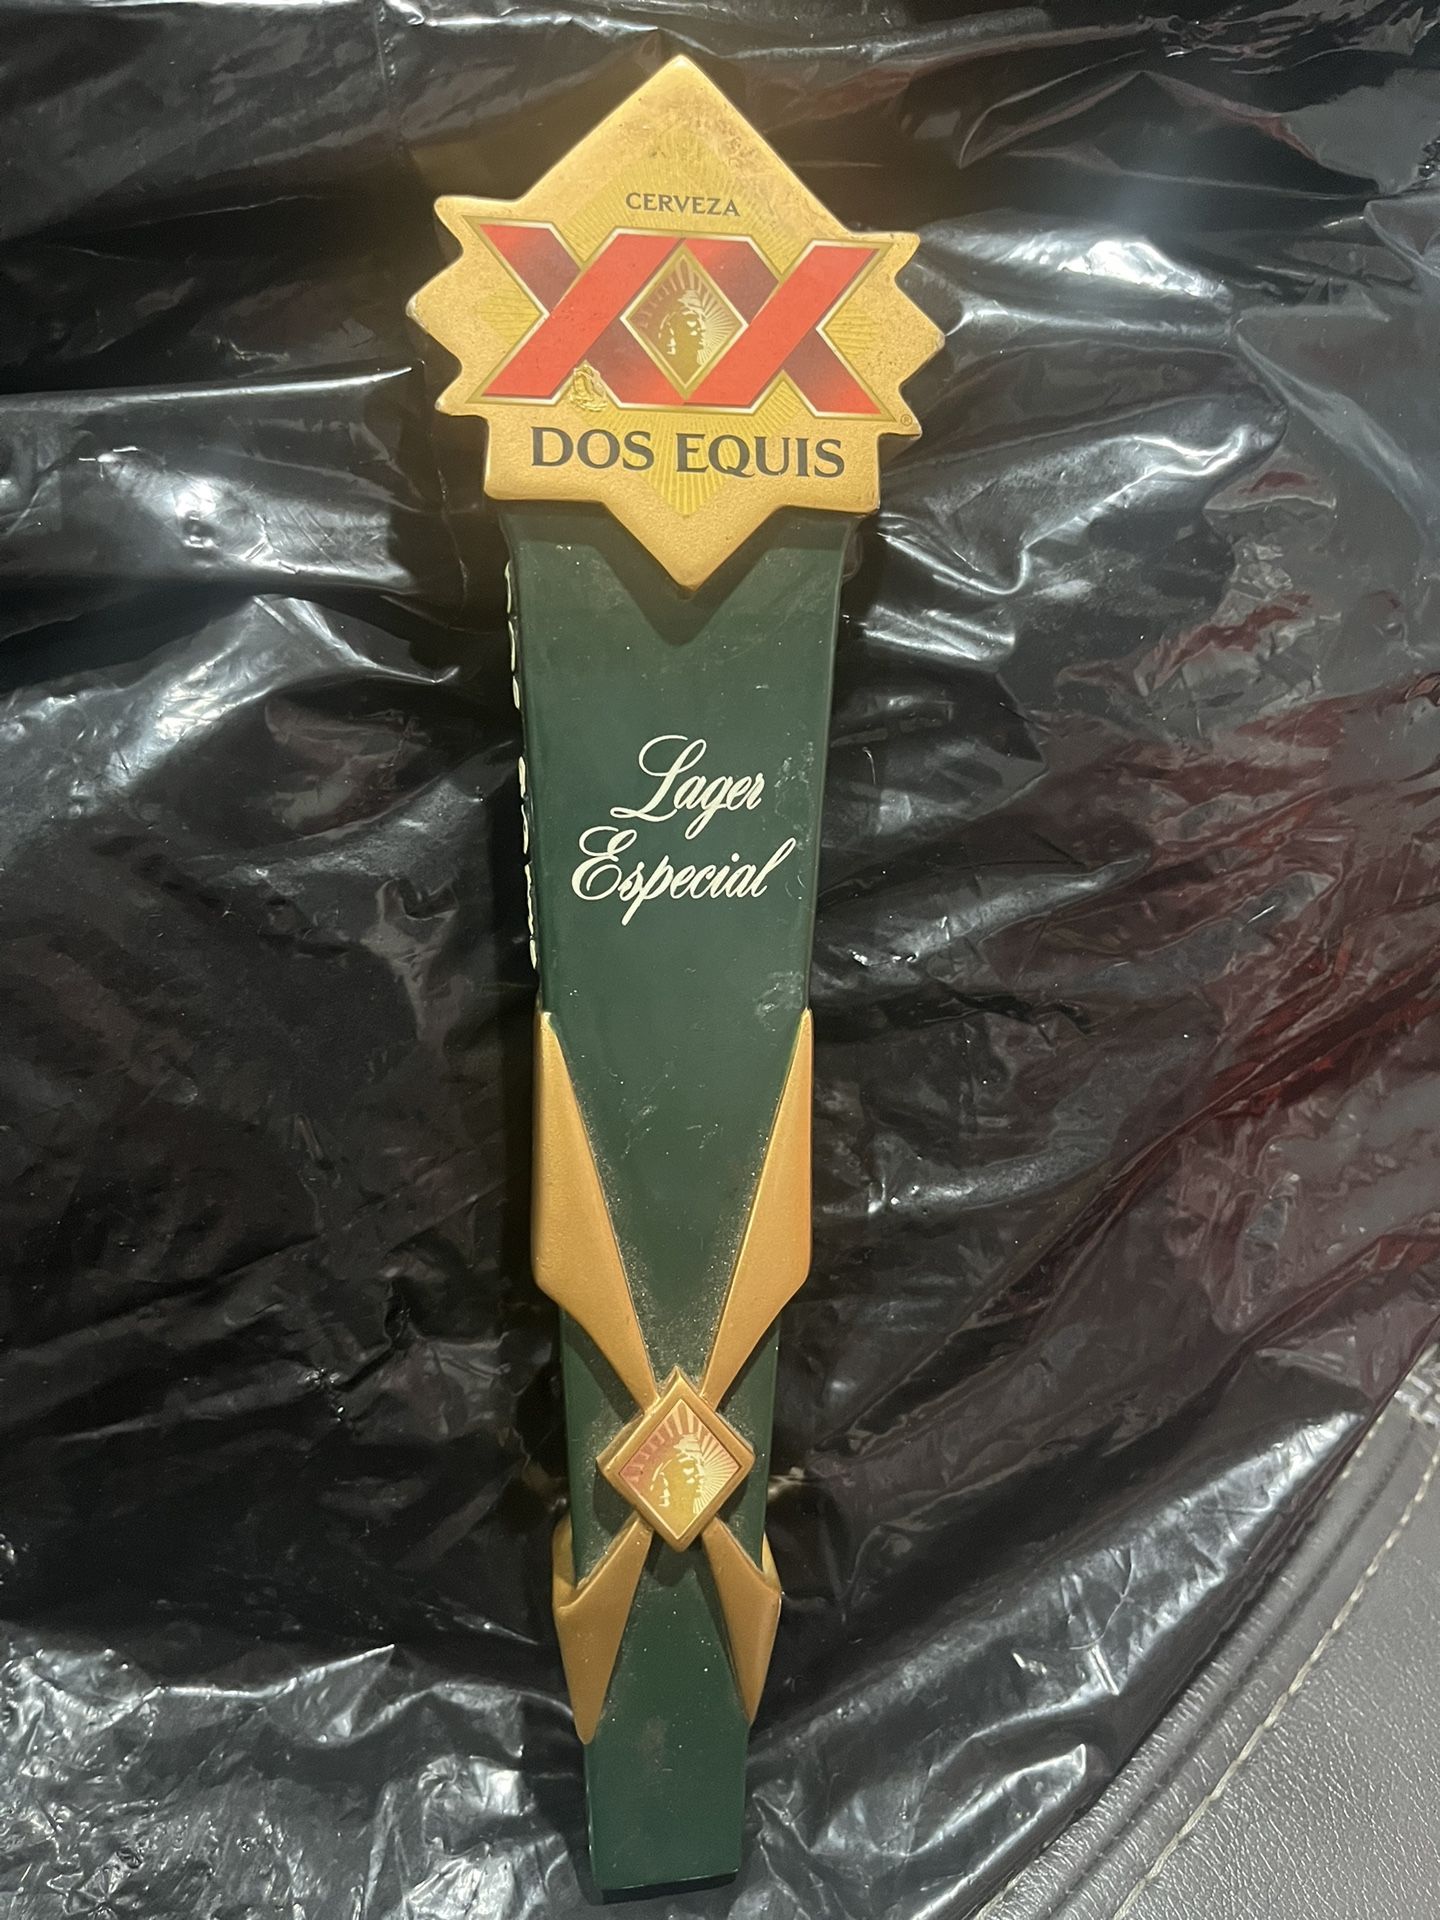 CERVEZA
XX
®
DOS EQUIS
Lager
Especial